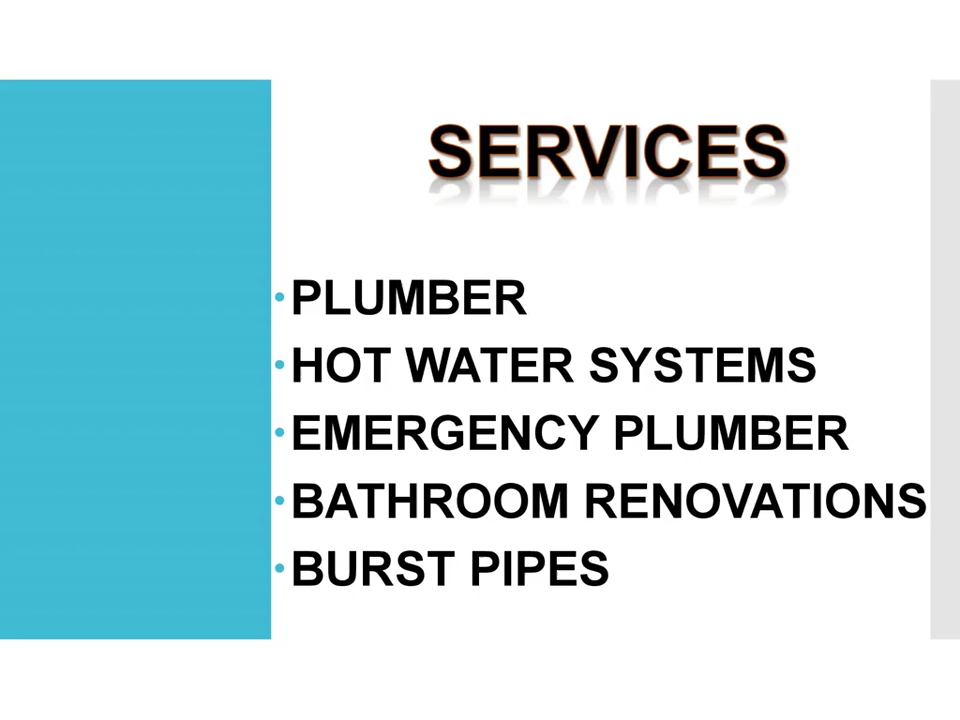 SERVICES
• PLUMBER
• HOT WATER SYSTEMS
• EMERGENCY PLUMBER
• BATHROOM RENOVATIONS
• BURST PIPES